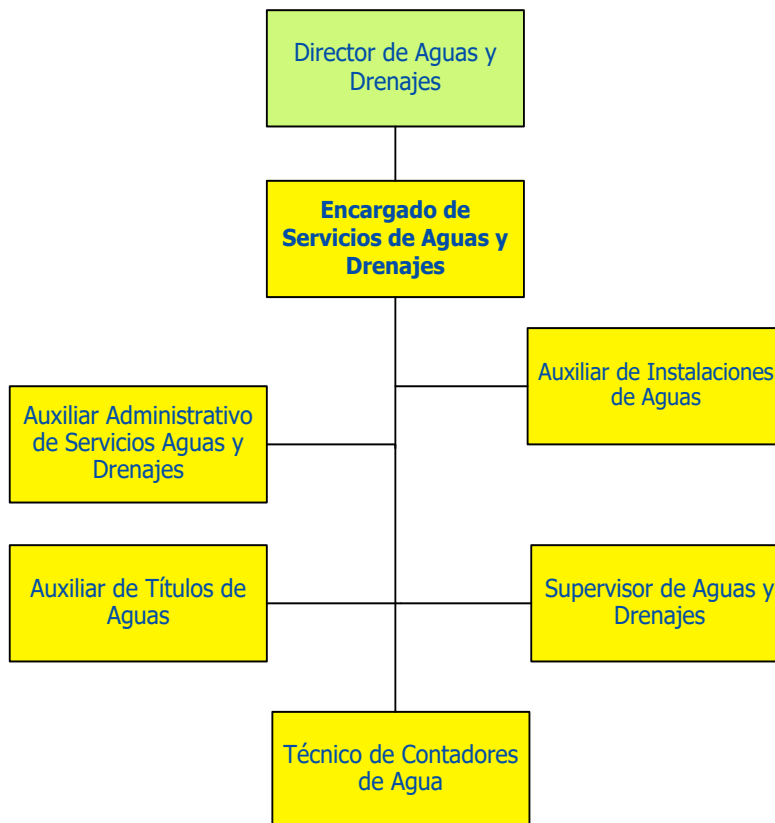 Director de Aguas y
Drenajes
Encargado de
Servicios de Aguas y
Drenajes
Auxiliar de Instalaciones
de Aguas
Auxiliar Administrativo
de Servicios Aguas y
Drenajes
Auxiliar de Títulos de
Aguas
Supervisor de Aguas y
Drenajes
Técnico de Contadores
de Agua